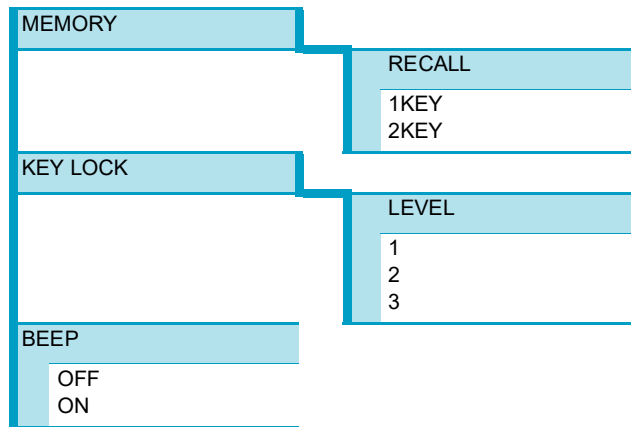 MEMORY
RECALL
1KEY
2KEY
KEY LOCK
LEVEL
1
2
3
BEEP
OFF
ON